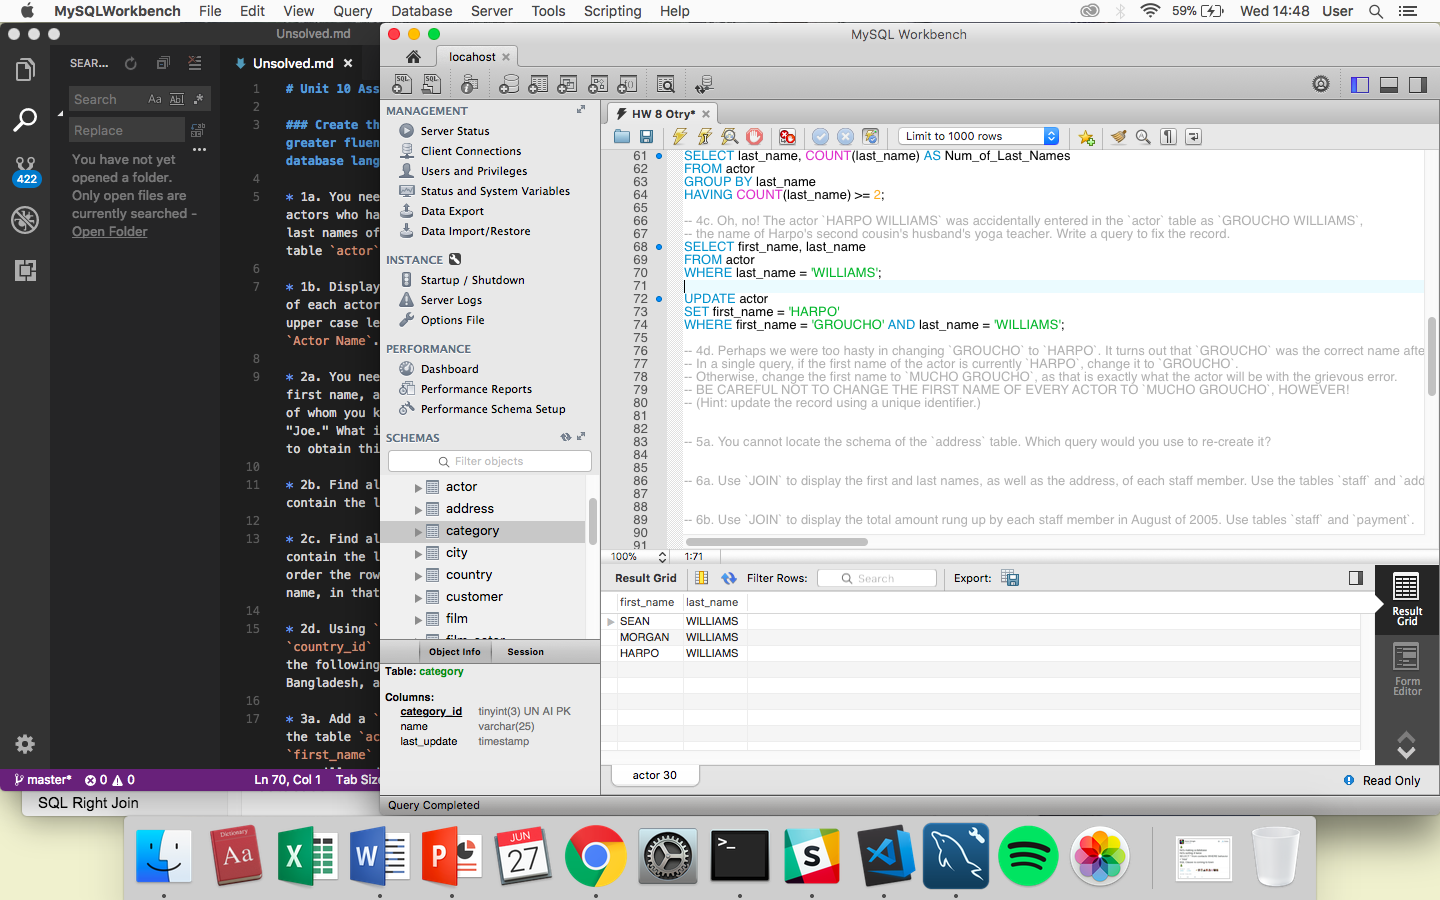 MySQLWorkbench File Edit View Query Database Server Tools Scripting Help 59% Wed 14:48 User
Unsolved.md
SEAR...
Search Aa Abl .*
Replace
You have not yet
opened a folder.
Only open files are
currently searched -
Open Folder
422
Unsolved.md ×
1 # Unit 10 Ass
2
3 ### Create th
greater fluen
database lang
4
5 * 1a. You nee
actors who ha
last names of
table `actor`
6
7 * 1b. Display
of each actor
upper case le
`Actor Name`.
8
9 * 2a. You nee
first name, a
of whom you k
"Joe." What i
to obtain thi
10
11 * 2b. Find al
contain the l
12
13 * 2c. Find al
contain the l
order the row
name, in that
14
15 * 2d. Using `
`country_id`
the following
Bangladesh, a
16
17 * 3a. Add a `
the table `ac
`first_name`
master* 0 0 Ln 70, Col 1 Tab Size
SQL Right Join
MySQL Workbench
locahost
MANAGEMENT
Server Status
Client Connections
Users and Privileges
Status and System Variables
Data Export
Data Import/Restore
INSTANCE
Startup / Shutdown
Server Logs
Options File
PERFORMANCE
Dashboard
Performance Reports
Performance Schema Setup
SCHEMAS
Filter objects
actor
address
category
city
country
customer
film
film_actor
Object Info Session
Table: category
Columns:
category_id tinyint(3) UN AI PK
name varchar(25)
last_update timestamp
Query Completed
HW 8 Otry*
Limit to 1000 rows
61 SELECT last_name, COUNT(last_name) AS Num_of_Last_Names
62 FROM actor
63 GROUP BY last_name
64 HAVING COUNT(last_name) >= 2;
65
66 -- 4c. Oh, no! The actor `HARPO WILLIAMS` was accidentally entered in the `actor` table as `GROUCHO WILLIAMS`,
67 -- the name of Harpo's second cousin's husband's yoga teacher. Write a query to fix the record.
68 SELECT first_name, last_name
69 FROM actor
70 WHERE last_name = 'WILLIAMS';
71
72 UPDATE actor
73 SET first_name = 'HARPO'
74 WHERE first_name = 'GROUCHO' AND last_name = 'WILLIAMS';
75
76 -- 4d. Perhaps we were too hasty in changing `GROUCHO` to `HARPO`. It turns out that `GROUCHO` was the correct name afte
77 -- In a single query, if the first name of the actor is currently `HARPO`, change it to `GROUCHO`.
78 -- Otherwise, change the first name to `MUCHO GROUCHO`, as that is exactly what the actor will be with the grievous error.
79 -- BE CAREFUL NOT TO CHANGE THE FIRST NAME OF EVERY ACTOR TO `MUCHO GROUCHO`, HOWEVER!
80 -- (Hint: update the record using a unique identifier.)
81
82
83 -- 5a. You cannot locate the schema of the `address` table. Which query would you use to re-create it?
84
85
86 -- 6a. Use `JOIN` to display the first and last names, as well as the address, of each staff member. Use the tables `staff` and `add
87
88
89 -- 6b. Use `JOIN` to display the total amount rung up by each staff member in August of 2005. Use tables `staff` and `payment`.
90
91
100% 1:71
Result Grid Filter Rows: Search Export:
first_name last_name
SEAN WILLIAMS
MORGAN WILLIAMS
HARPO WILLIAMS
Result Grid
Form Editor
actor 30
Read Only
Dictionary
Aa
X
W
P
JUN
27
>_
S